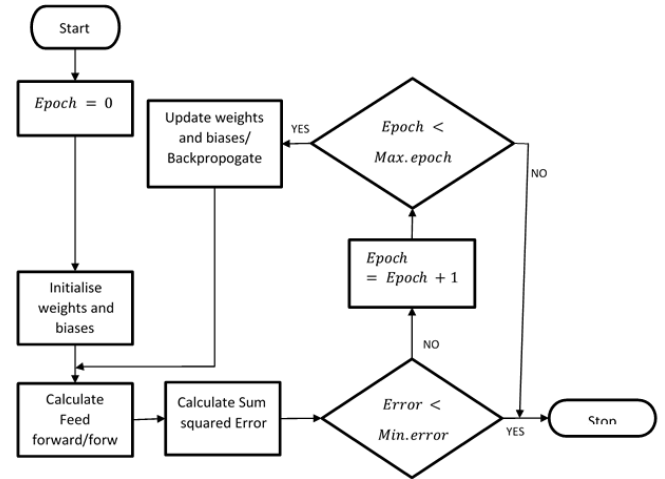 Start
Epoch = 0
Initialise
weights and
biases
Calculate
Feed
forward/forw
Calculate Sum
squared Error
Error <
Min.error
YES
Stop
NO
Epoch
= Epoch + 1
Epoch <
Max.epoch
NO
YES
Update weights
and biases/
Backpropogate